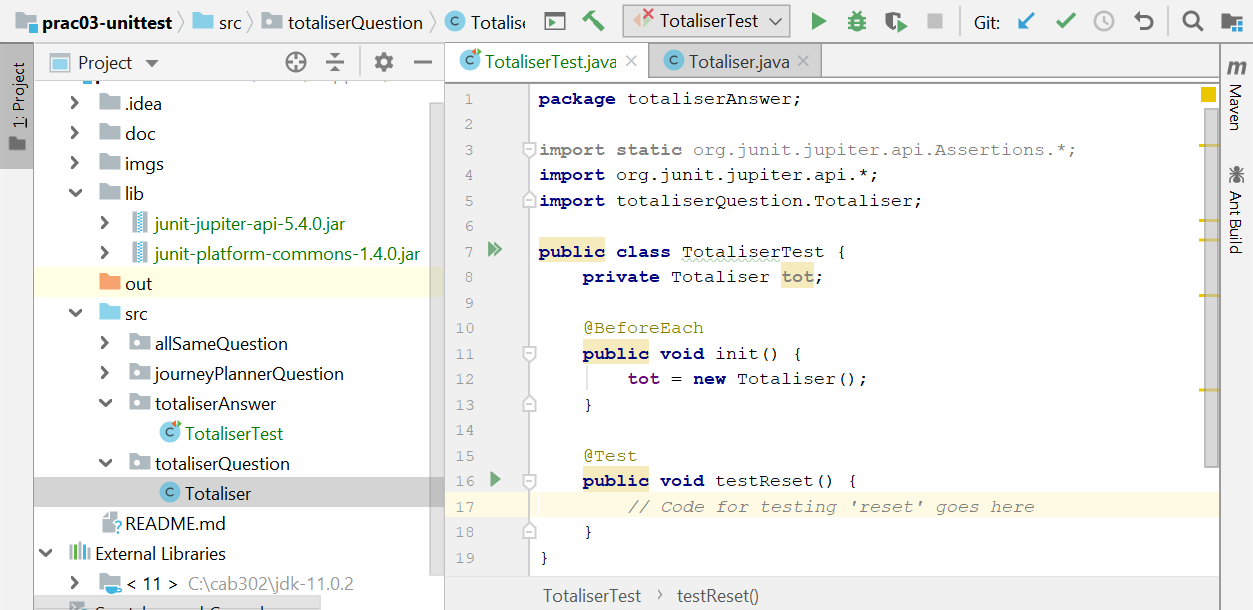 prac03-unittest src totaliserQuestion Totalise TotaliserTest Git:
1: Project
Project
.idea
doc
imgs
lib
junit-jupiter-api-5.4.0.jar
junit-platform-commons-1.4.0.jar
out
src
allSameQuestion
journeyPlannerQuestion
totaliserAnswer
TotaliserTest
totaliserQuestion
Totaliser
README.md
External Libraries
< 11 > C:\cab302\jdk-11.0.2
TotaliserTest.java Totaliser.java
1 package totaliserAnswer;
2
3 import static org.junit.jupiter.api.Assertions.*;
4 import org.junit.jupiter.api.*;
5 import totaliserQuestion.Totaliser;
6
7 public class TotaliserTest {
8 private Totaliser tot;
9
10 @BeforeEach
11 public void init() {
12 tot = new Totaliser();
13 }
14
15 @Test
16 public void testReset() {
17 // Code for testing 'reset' goes here
18 }
19 }
TotaliserTest > testReset()
m Maven
Ant Build